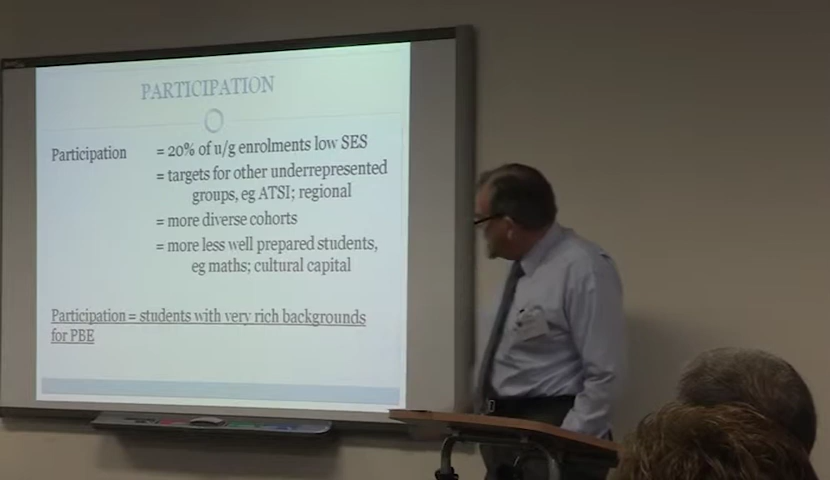 PARTICIPATION
Participation = 20% of u/g enrolments low SES
= targets for other underrepresented
groups, eg ATSI; regional
= more diverse cohorts
= more less well prepared students,
eg maths; cultural capital
Participation = students with very rich backgrounds
for PBE